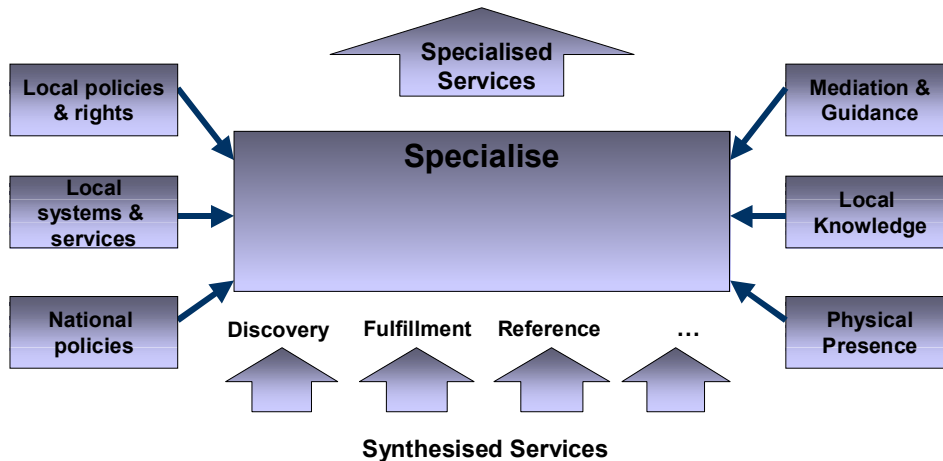 Specialised
Services
Local policies
& rights
Mediation &
Guidance
Specialise
Local
systems &
services
Local
Knowledge
National
policies
Physical
Presence
Discovery
Fulfillment
Reference
...
Synthesised Services